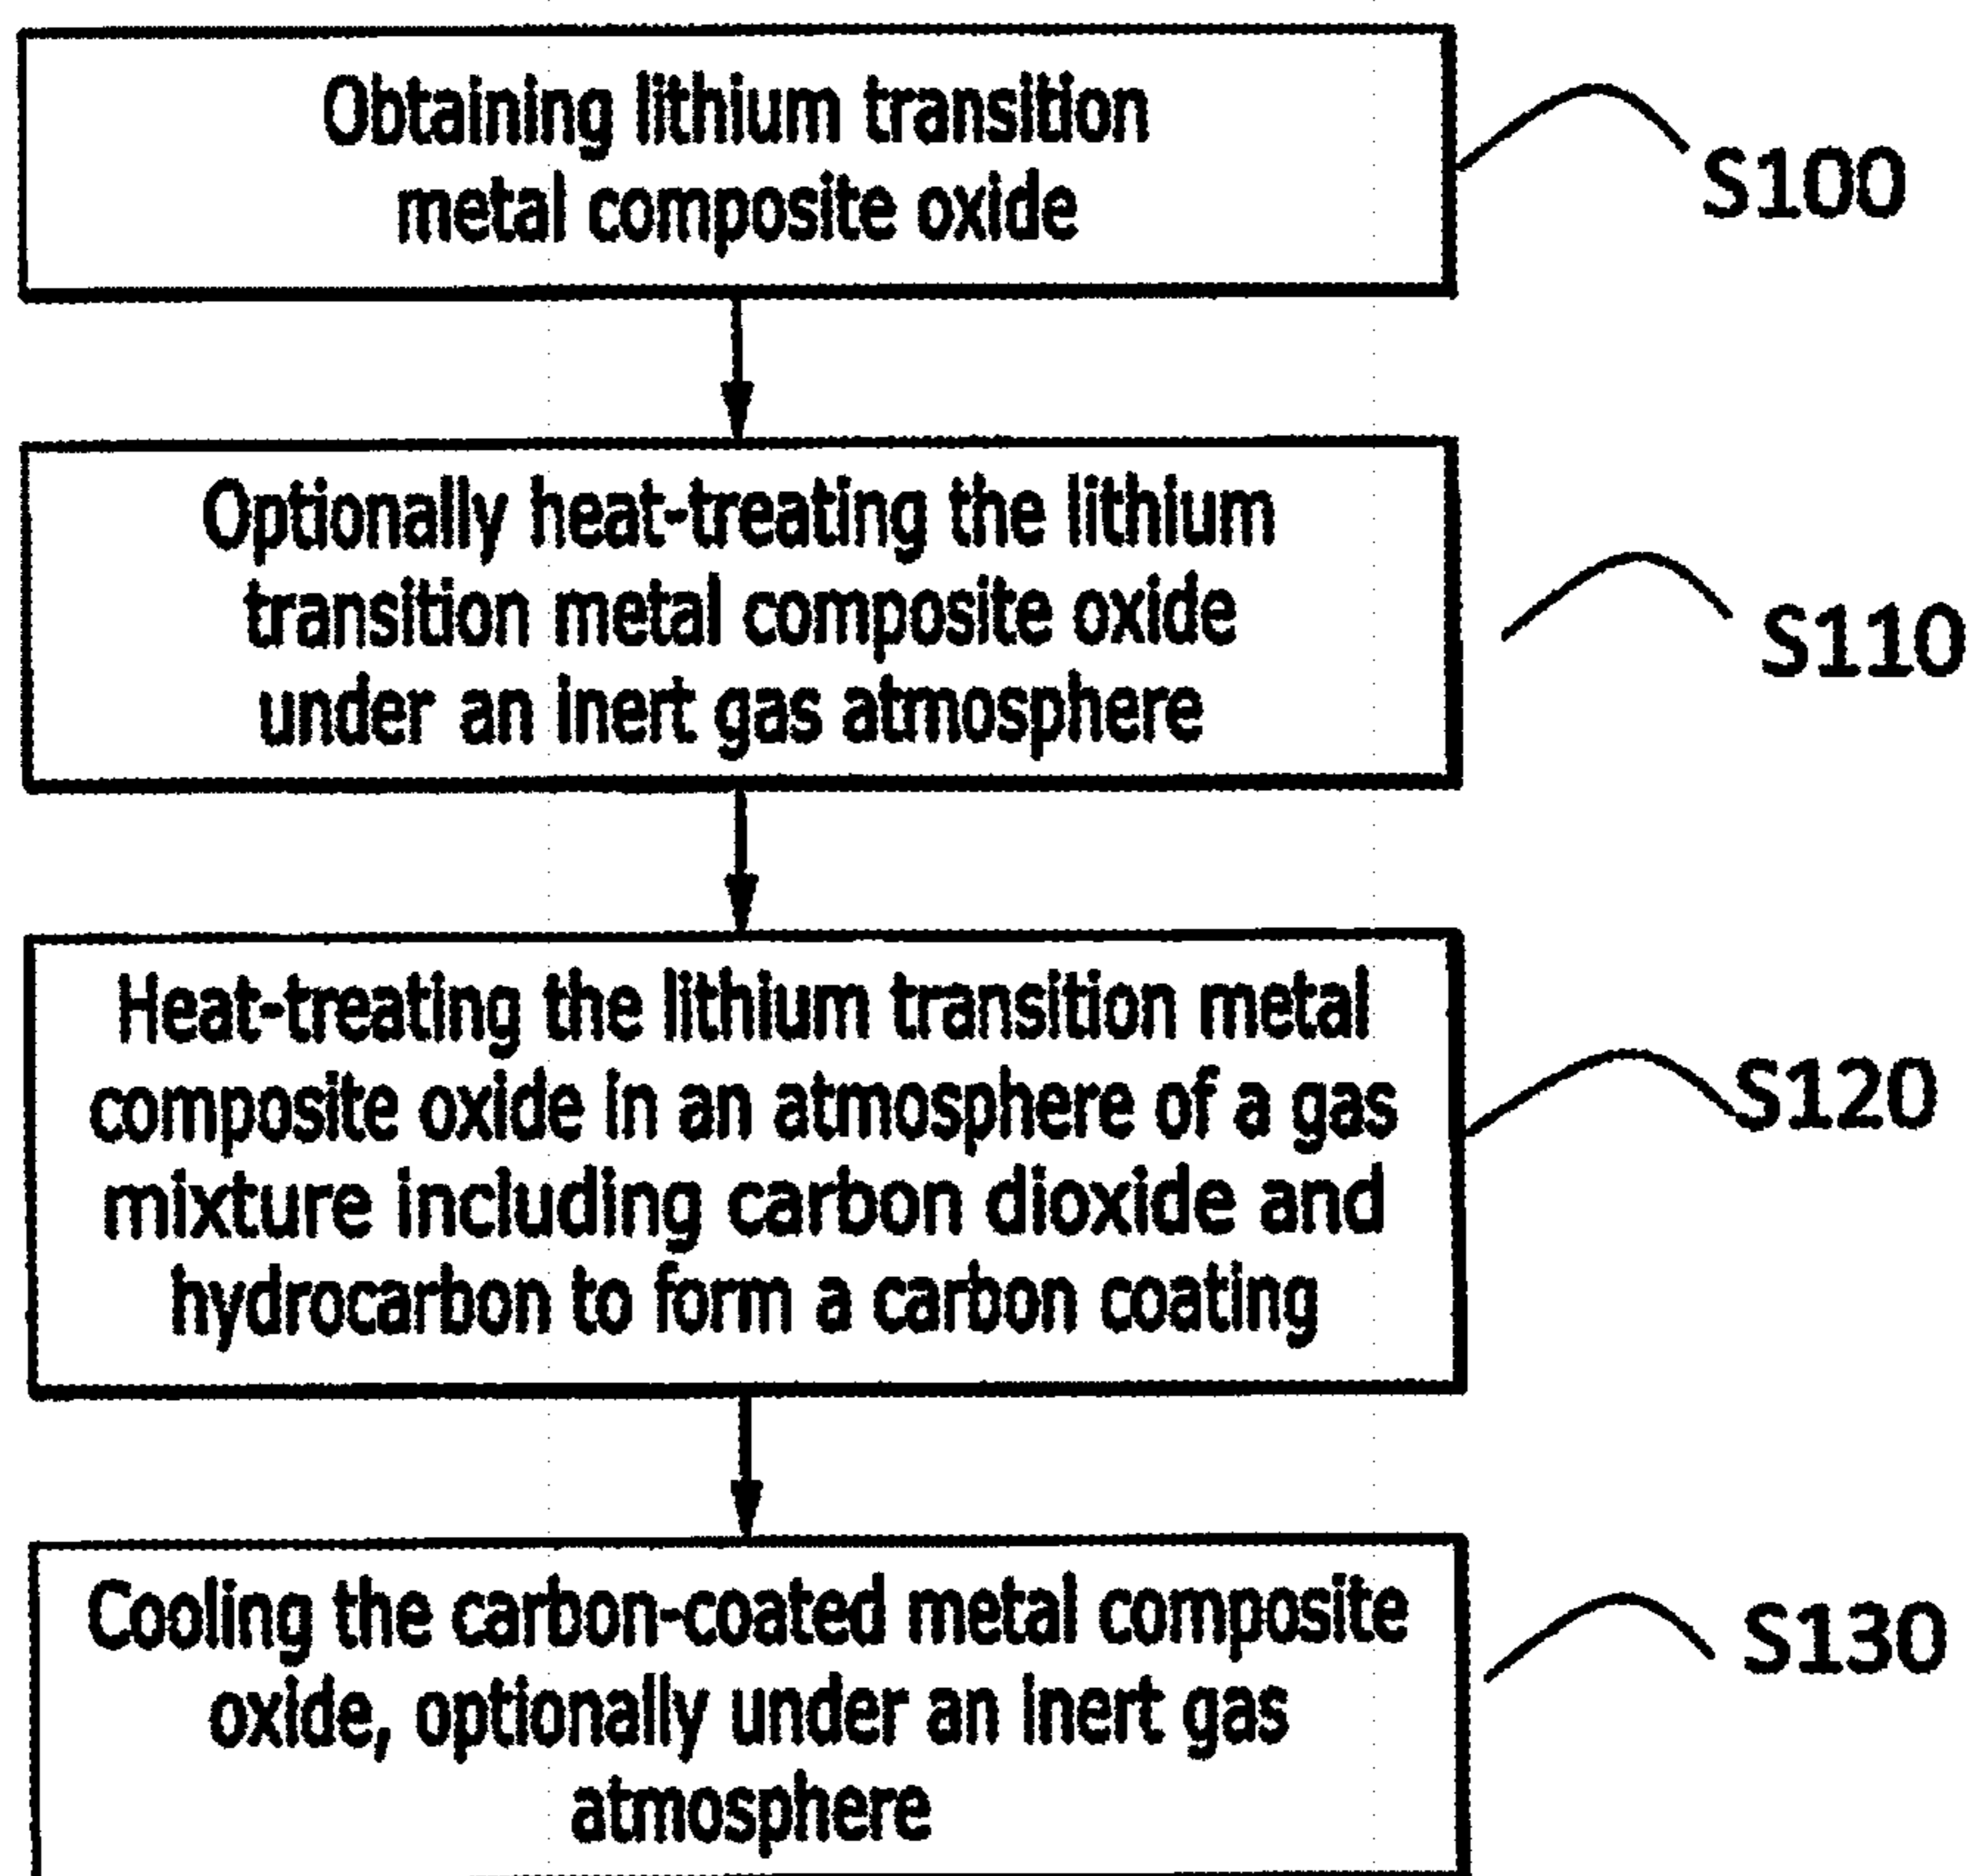 Obtaining lithium transition
metal composite oxide
S100
Optionally heat-treating the lithium
transition metal composite oxide
under an inert gas atmosphere
S110
Heat-treating the lithium transition metal
composite oxide in an atmosphere of a gas
mixture including carbon dioxide and
hydrocarbon to form a carbon coating
S120
Cooling the carbon-coated metal composite
oxide, optionally under an inert gas
atmosphere
S130